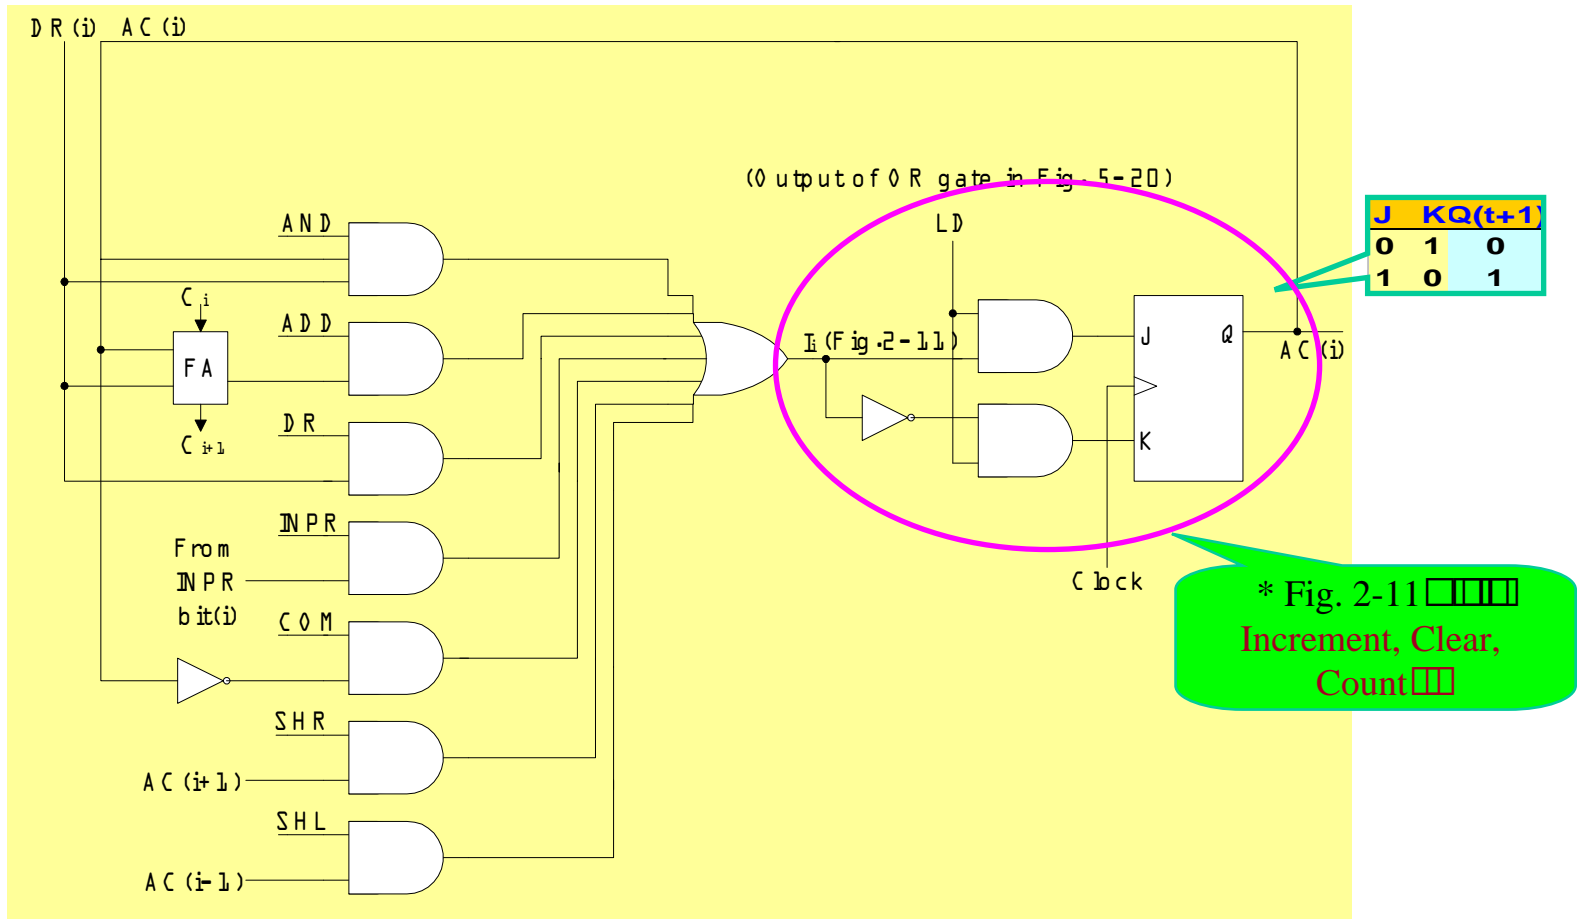 DR(i) AC(i)
(Output of OR gate in Fig. 5-20)
LD
J K Q(t+1)
0 1 0
1 0 1
AND
Ci
ADD
FA
Ii (Fig.2-11)
J Q
AC(i)
Ci+1
DR
K
INPR
From
INPR
bit(i)
Clock
* Fig. 2-11
Increment, Clear,
Count
COM
SHR
AC(i+1)
SHL
AC(i-1)